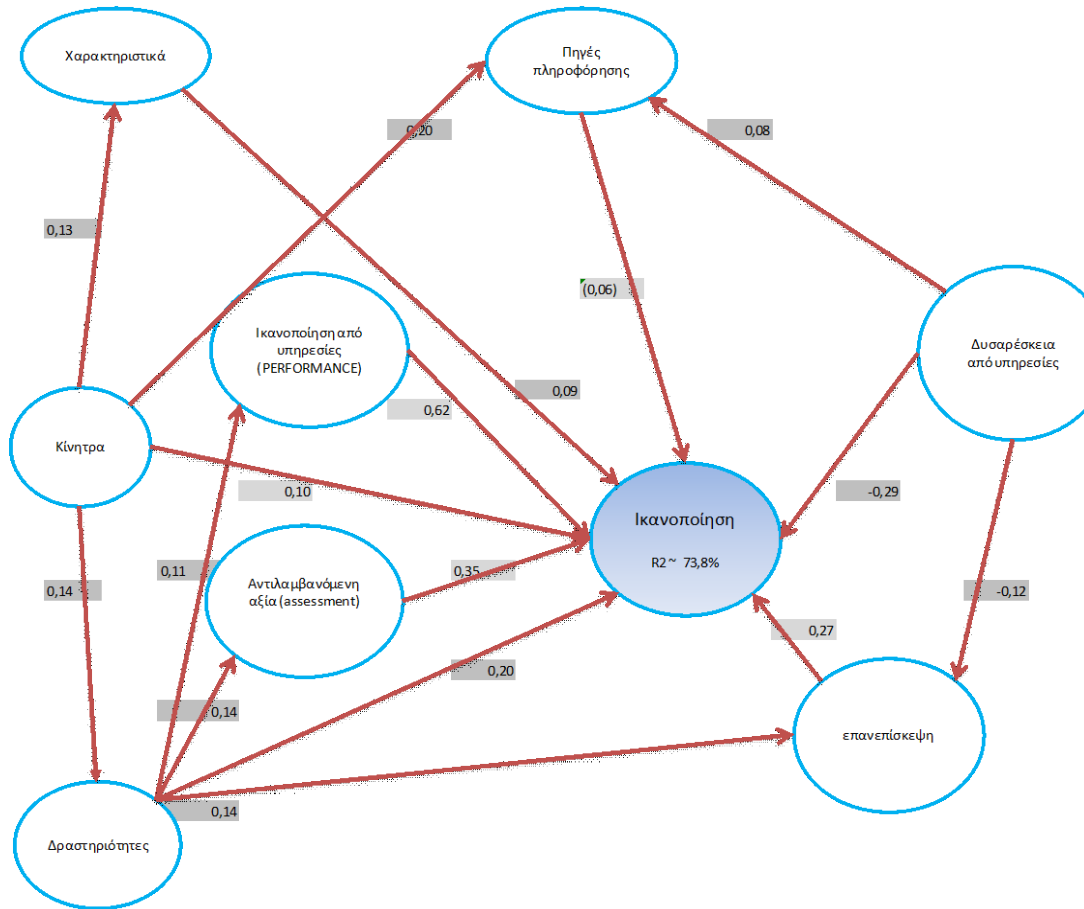 Χαρακτηριστικά
Πηγές
πληροφόρησης
0,20
0,08
0,13
(0,06)
Ικανοποίηση από
υπηρεσίες
(PERFORMANCE)
Δυσαρέσκεια
από υπηρεσίες
0,62
0,09
Κίνητρα
0,10
-0,29
Ικανοποίηση
R2~ 73,8%
0,11
0,35
0,14
Αντιλαμβανόμενη
αξία (assessment)
-0,12
0,27
0,20
0,14
επανεπίσκεψη
0,14
Δραστηριότητες